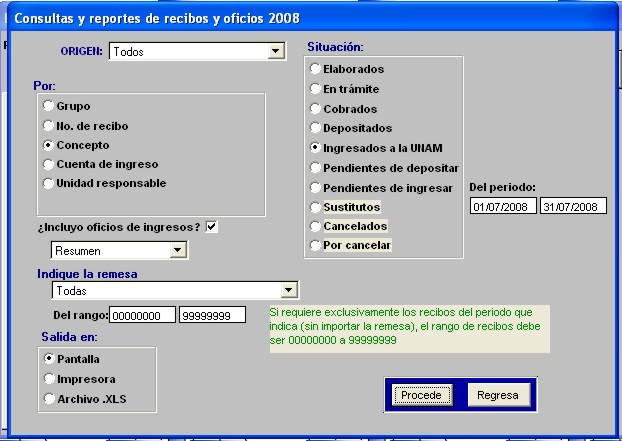 Consultas y reportes de recibos y oficios 2008
ORIGEN: Todos
Situación:
Elaborados
En trámite
Cobrados
Depositados
Ingresados a la UNAM
Pendientes de depositar
Pendientes de ingresar
Sustitutos
Cancelados
Por cancelar
Por:
Grupo
No. de recibo
Concepto
Cuenta de ingreso
Unidad responsable
Del periodo:
01/07/2008 31/07/2008
¿Incluyo oficios de ingresos?
Resumen
Indique la remesa
Todas
Del rango: 00000000 99999999
Si requiere exclusivamente los recibos del periodo que
indica (sin importar la remesa), el rango de recibos debe
ser 00000000 a 99999999
Salida en:
Pantalla
Impresora
Archivo .XLS
Procede Regresa